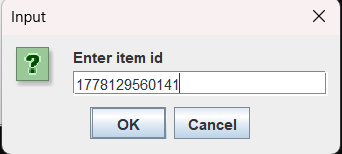 Input
Enter item id
1778129560141
OK
Cancel